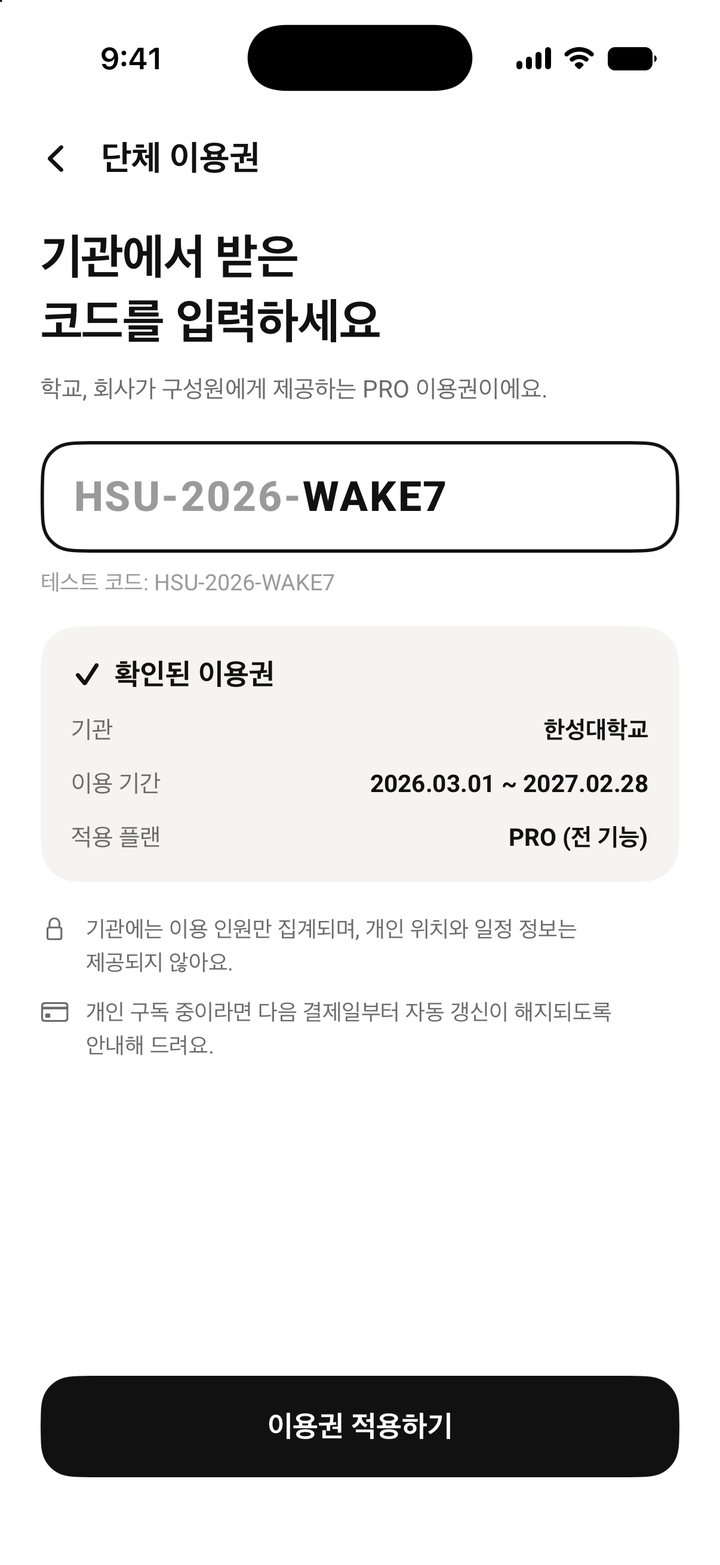 9:41
단체 이용권
기관에서 받은
코드를 입력하세요
학교, 회사가 구성원에게 제공하는 PRO 이용권이에요.
HSU-2026-WAKE7
테스트 코드: HSU-2026-WAKE7
확인된 이용권
기관 한성대학교
이용 기간 2026.03.01 ~ 2027.02.28
적용 플랜 PRO (전 기능)
기관에는 이용 인원만 집계되며, 개인 위치와 일정 정보는
제공되지 않아요.
개인 구독 중이라면 다음 결제일부터 자동 갱신이 해지되도록
안내해 드려요.
이용권 적용하기